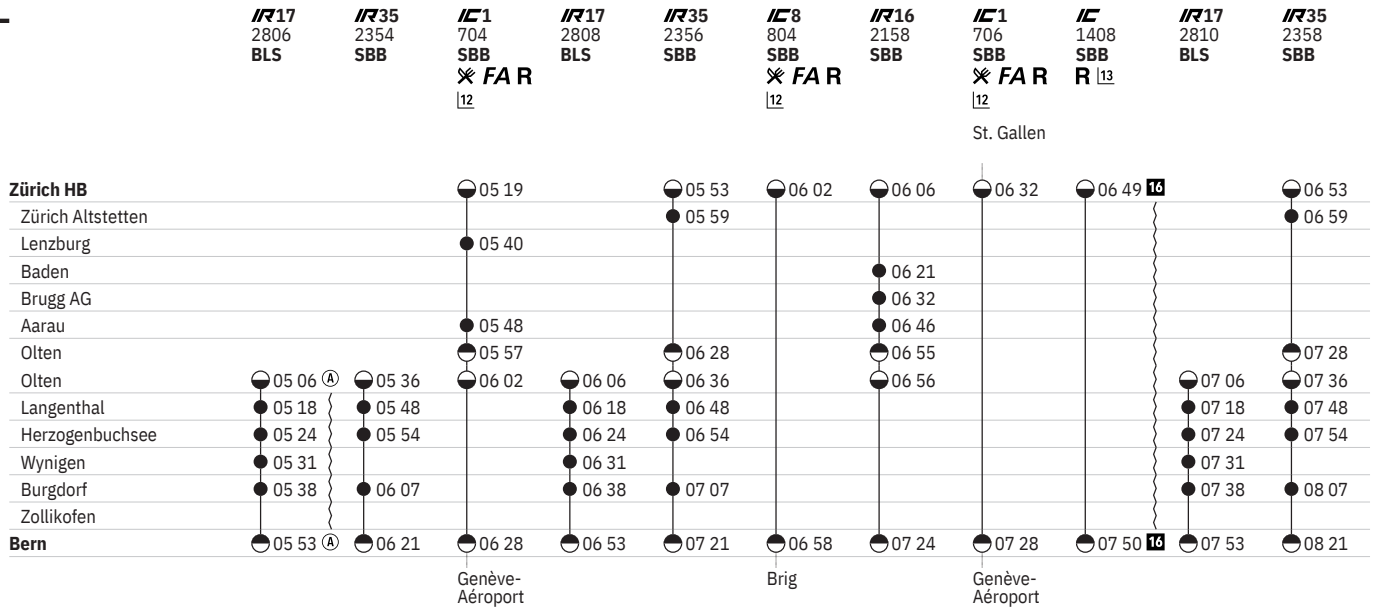 IR17 IR35 IC1 IR17 IR35 IC8 IR16 IC1 IC IR17 IR35
2806 2354 704 2808 2356 804 2158 706 1408 2810 2358
BLS SBB SBB BLS SBB SBB SBB SBB SBB BLS SBB
FA R FA R FA R R 13
12 12 12
St. Gallen
Zürich HB 05 19 05 53 06 02 06 06 06 32 06 49 16 06 53
Zürich Altstetten 05 59 06 59
Lenzburg 05 40
Baden 06 21
Brugg AG 06 32
Aarau 05 48 06 46
Olten 05 57 06 28 06 55 07 28
Olten 05 06 A 05 36 06 02 06 06 06 36 06 56 07 06 07 36
Langenthal 05 18 05 48 06 18 06 48 07 18 07 48
Herzogenbuchsee 05 24 05 54 06 24 06 54 07 24 07 54
Wynigen 05 31 06 31 07 31
Burgdorf 05 38 06 07 06 38 07 07 07 38 08 07
Zollikofen
Bern 05 53 A 06 21 06 28 06 53 07 21 06 58 07 24 07 28 07 50 16 07 53 08 21
Genève- Brig Genève-
Aéroport Aéroport